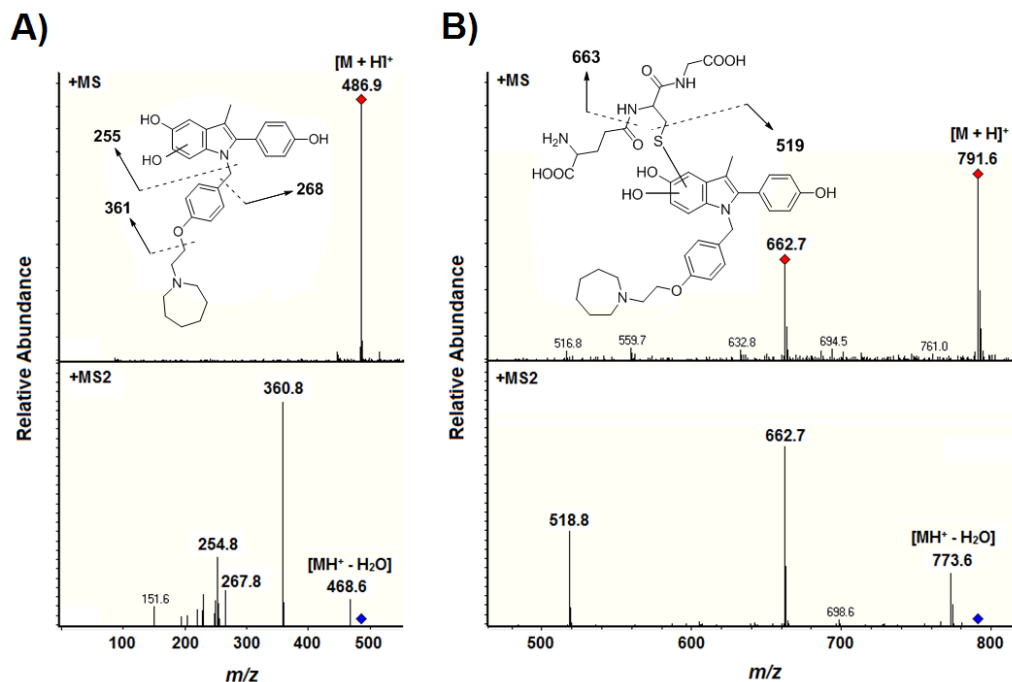 A)
B)
+MS
[M + H]+
486.9
HO
HO
OH
N
255
268
361
O
N
Relative Abundance
+MS2
360.8
254.8
267.8
151.6
[MH+ - H2O]
468.6
100
200
300
400
500
m/z
+MS
663
O
COOH
HN
HN
O
S
519
H2N
HOOC
HO
HO
OH
N
N
O
[M + H]+
791.6
662.7
516.8
559.7
632.8
694.5
761.0
Relative Abundance
+MS2
662.7
518.8
[MH+ - H2O]
773.6
698.6
500
600
700
800
m/z